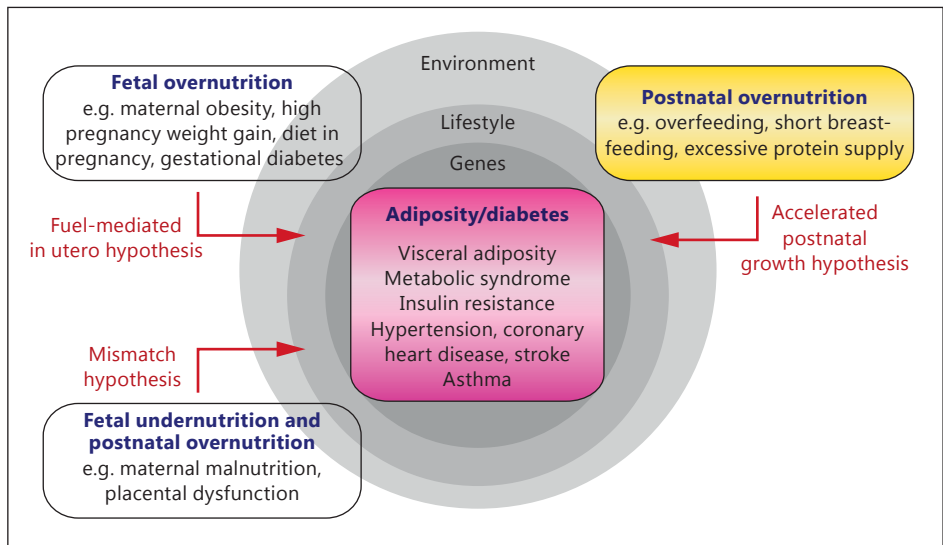 Environment
Fetal overnutrition
e.g. maternal obesity, high
pregnancy weight gain, diet in
pregnancy, gestational diabetes
Postnatal overnutrition
e.g. overfeeding, short breast-
feeding, excessive protein supply
Lifestyle
Genes
Fuel-mediated
in utero hypothesis
Adiposity/diabetes
Visceral adiposity
Metabolic syndrome
Insulin resistance
Hypertension, coronary
heart disease, stroke
Asthma
Accelerated
postnatal
growth hypothesis
Mismatch
hypothesis
Fetal undernutrition and
postnatal overnutrition
e.g. maternal malnutrition,
placental dysfunction